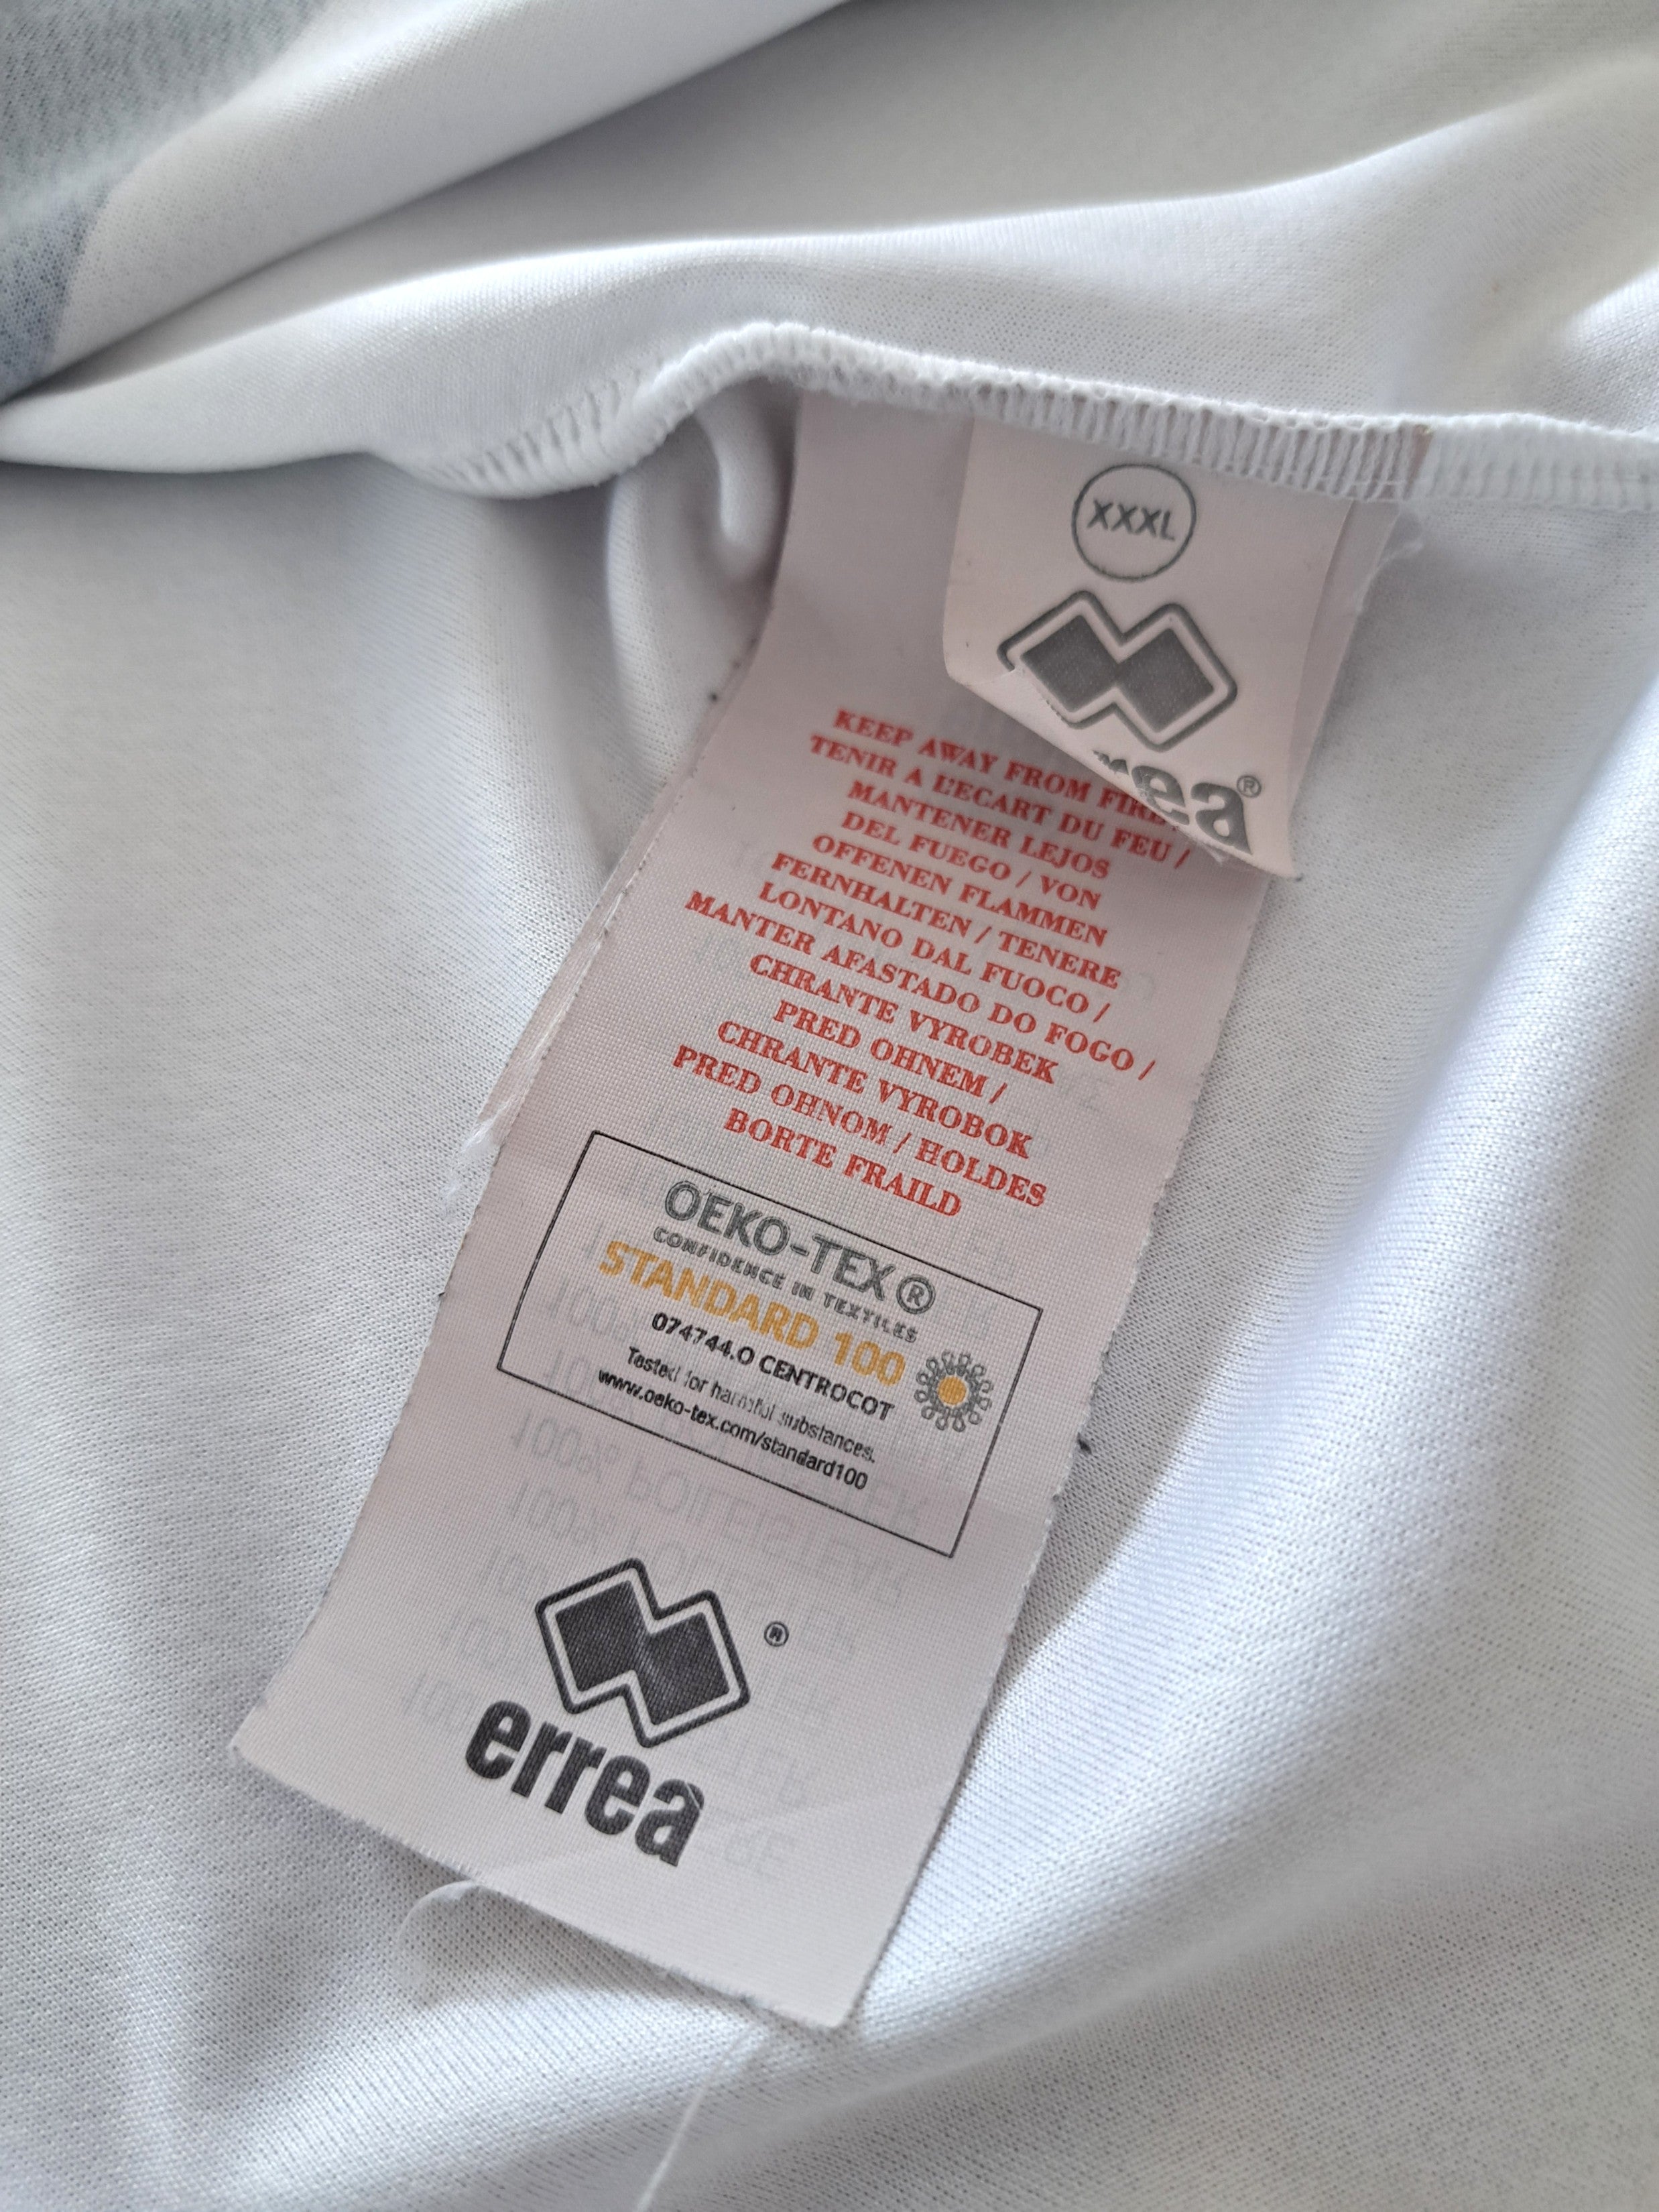 XXXL
rea®
KEEP AWAY FROM FIRE
TENIR A L'ECART DU FEU /
MANTENER LEJOS
DEL FUEGO / VON
OFFENEN FLAMMEN
FERNHALTEN / TENERE
LONTANO DAL FUOCO /
MANTER AFASTADO DO FOGO /
CHRANTE VYROBEK
PRED OHNEM /
CHRANTE VYROBOK
PRED OHNOM / HOLDES
BORTE FRAILD
OEKO-TEX®
CONFIDENCE IN TEXTILES
STANDARD 100
074744.O CENTROCOT
Tested for harmful substances.
www.oeko-tex.com/standard100
®
erreà